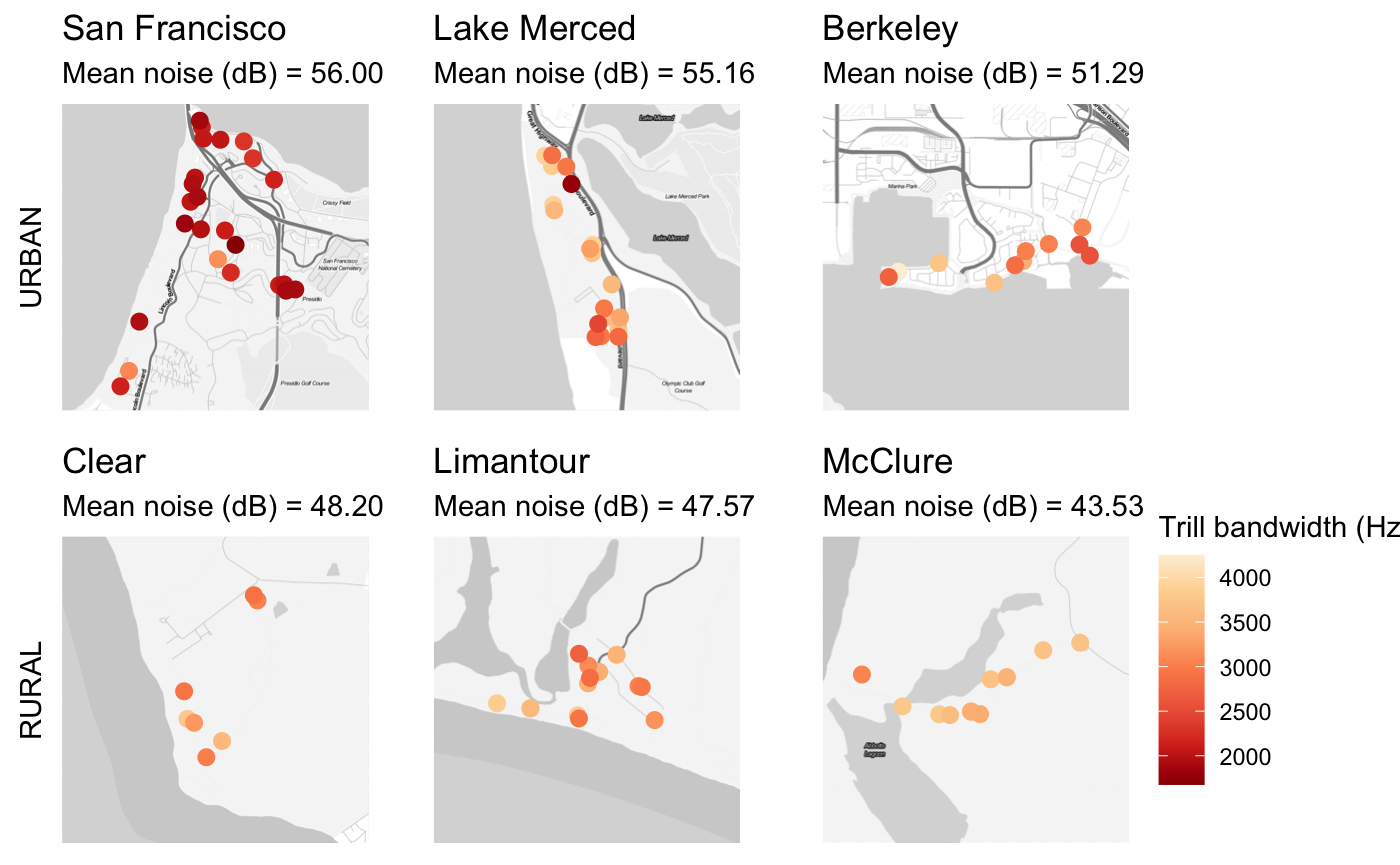 San Francisco
Mean noise (dB) = 56.00
Lake Merced
Mean noise (dB) = 55.16
Berkeley
Mean noise (dB) = 51.29
URBAN
Crissy Field
San Francisco
National Cemetery
Presidio
Lincoln Boulevard
Presidio Golf Course
Lake Merced
Lake Merced Park
Lake Merced
Olympic Club Golf
Course
Marina Park
Clear
Mean noise (dB) = 48.20
Limantour
Mean noise (dB) = 47.57
McClure
Mean noise (dB) = 43.53
RURAL
Abbotts
Lagoon
Trill bandwidth (Hz
4000
3500
3000
2500
2000